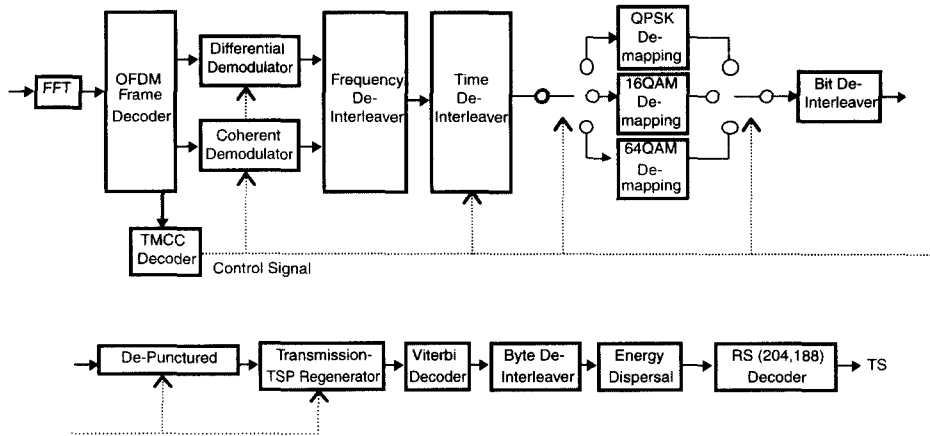 FFT
OFDM
Frame
Decoder
Differential
Demodulator
Coherent
Demodulator
Frequency
De-
Interleaver
Time
De-
Interleaver
QPSK
De-
mapping
16QAM
De-
mapping
64QAM
De-
mapping
Bit De-
Interleaver
TMCC
Decoder
Control Signal
De-Punctured
Transmission-
TSP Regenerator
Viterbi
Decoder
Byte De-
Interleaver
Energy
Dispersal
RS (204,188)
Decoder
TS